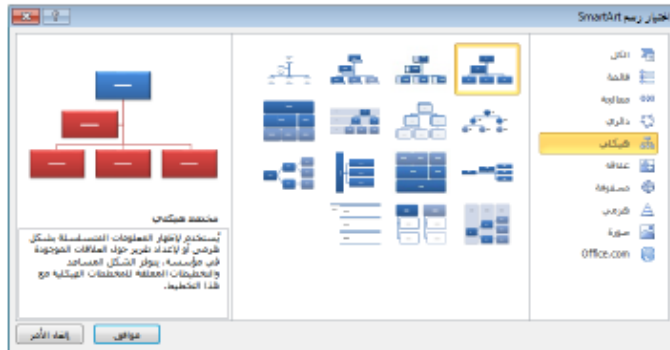 اختيار رسم SmartArt
الكل
قائمة
معالجة
دائري
هيكلي
علاقة
مصفوفة
هرمي
صورة
Office.com
مخطط هيكلي
يُستخدم لإظهار المعلومات المتسلسلة بشكل
هرمي أو لإعداد تقرير حول العلاقات الموجودة
في مؤسسة. يتوفر الشكل المساعد
والتخطيطات المعلقة للمخططات الهيكلية مع
هذا التخطيط.
موافق
إلغاء الأمر